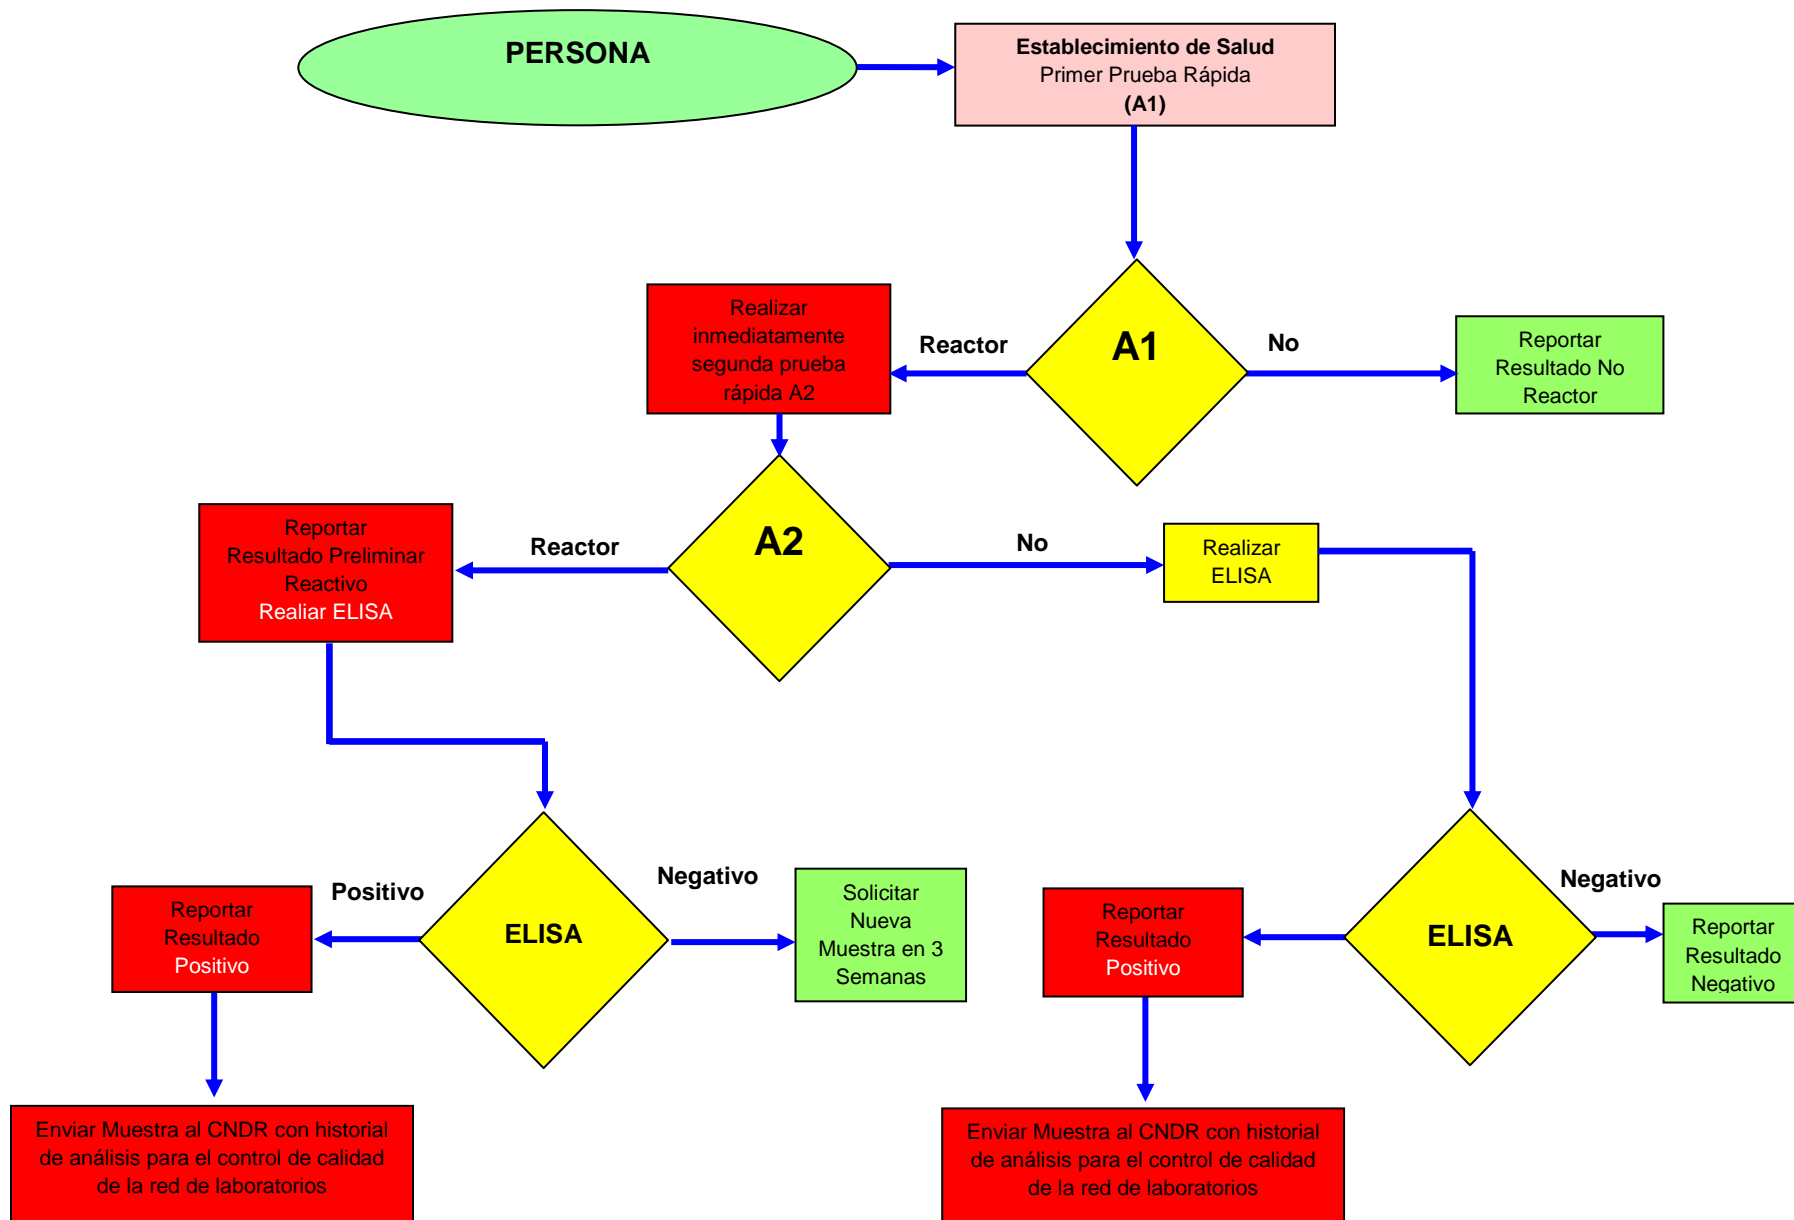 PERSONA
Establecimiento de Salud
Primer Prueba Rápida
(A1)
Realizar
inmediatamente
segunda prueba
rápida A2
Reactor
A1
No
Reportar
Resultado No
Reactor
Reportar
Resultado Preliminar
Reactivo
Realiar ELISA
Reactor
A2
No
Realizar
ELISA
Reportar
Resultado
Positivo
Positivo
ELISA
Negativo
Solicitar
Nueva
Muestra en 3
Semanas
Reportar
Resultado
Positivo
ELISA
Negativo
Reportar
Resultado
Negativo
Enviar Muestra al CNDR con historial
de análisis para el control de calidad
de la red de laboratorios
Enviar Muestra al CNDR con historial
de análisis para el control de calidad
de la red de laboratorios